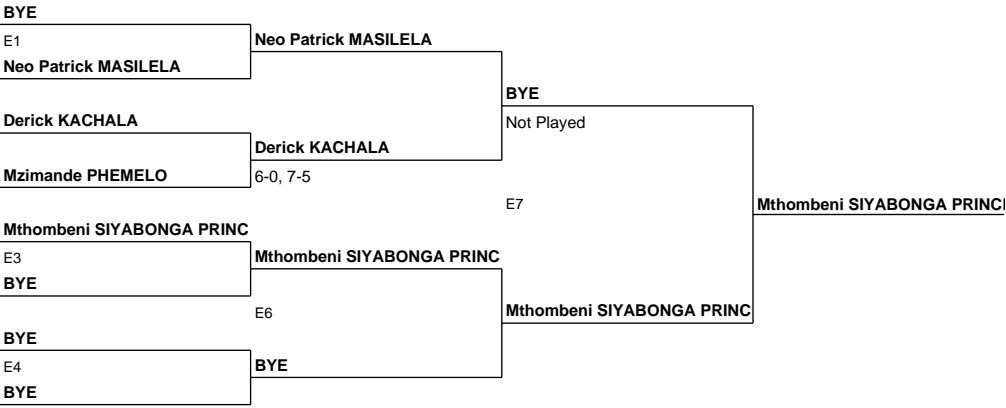 BYE
E1
Neo Patrick MASILELA
Neo Patrick MASILELA
BYE
Derick KACHALA
Not Played
Derick KACHALA
Mzimande PHEMELO
6-0, 7-5
E7
Mthombeni SIYABONGA PRINC
Mthombeni SIYABONGA PRINC
E3
Mthombeni SIYABONGA PRINC
BYE
E6
Mthombeni SIYABONGA PRINC
BYE
E4
BYE
BYE